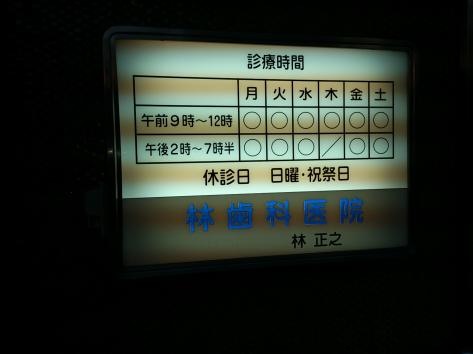 診療時間
月 火 水 木 金 土
午前9時～12時 ○ ○ ○ ○ ○ ○
午後2時～7時半 ○ ○ ○ ／ ○ ○
休診日 日曜・祝祭日
林歯科医院
林 正之